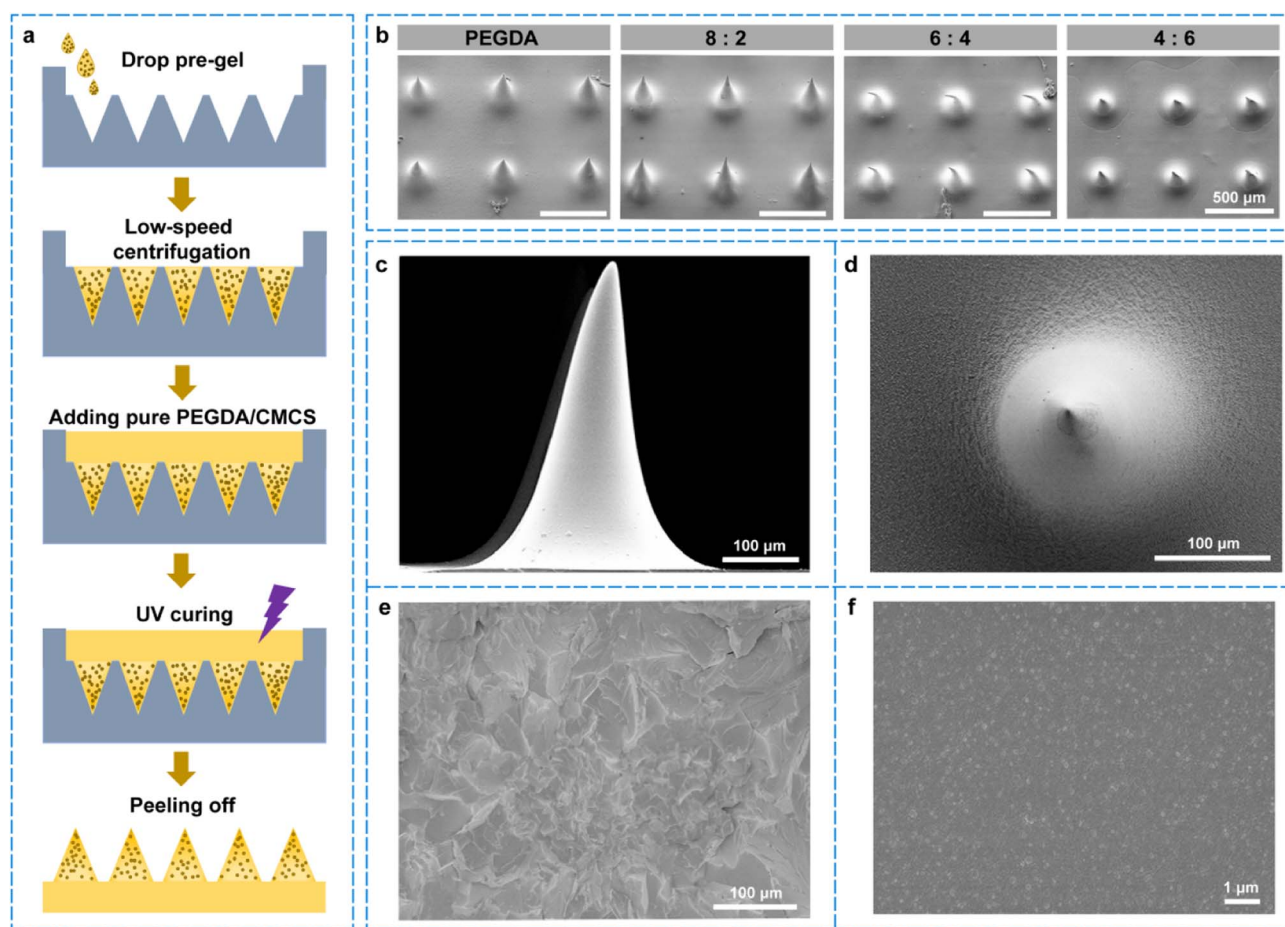 a
Drop pre-gel
Low-speed
centrifugation
Adding pure PEGDA/CMCS
UV curing
Peeling off
b
PEGDA
8 : 2
6 : 4
4 : 6
500 μm
c
100 μm
d
100 μm
e
100 μm
f
1 μm